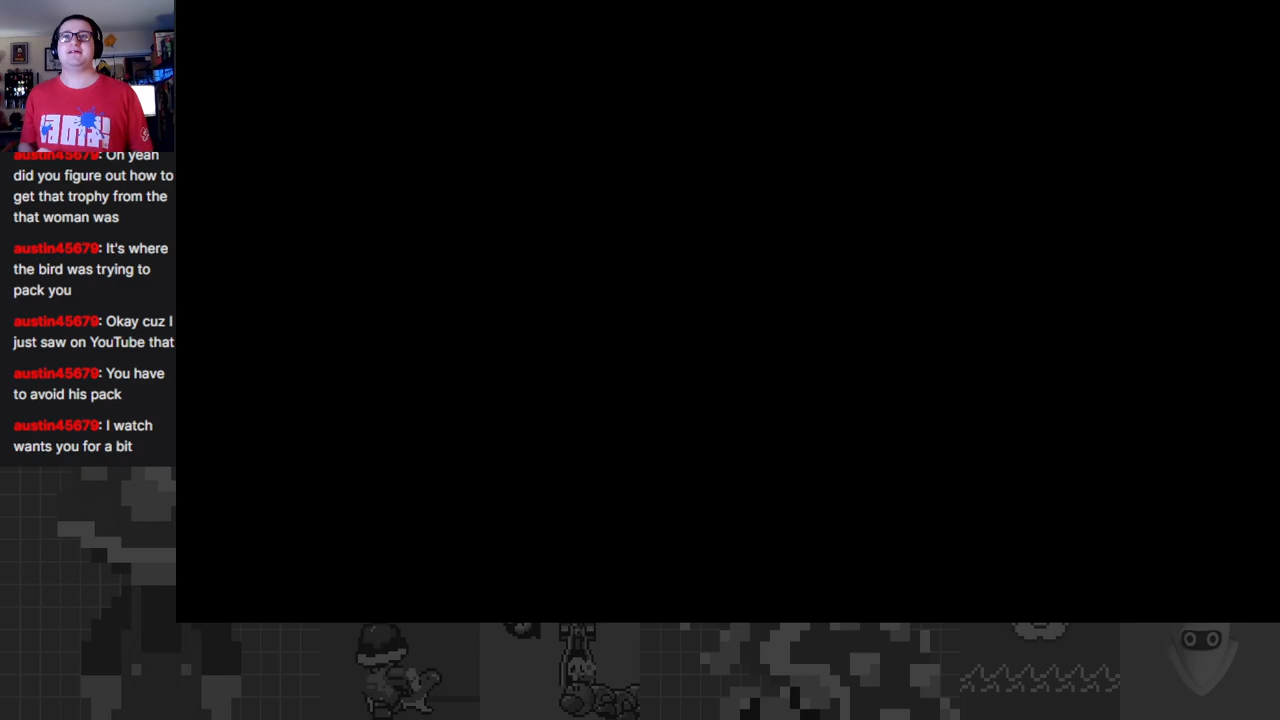 austin45679: Oh yeah
did you figure out how to
get that trophy from the
that woman was
austin45679: It's where
the bird was trying to
pack you
austin45679: Okay cuz I
just saw on YouTube that
austin45679: You have
to avoid his pack
austin45679: I watch
wants you for a bit